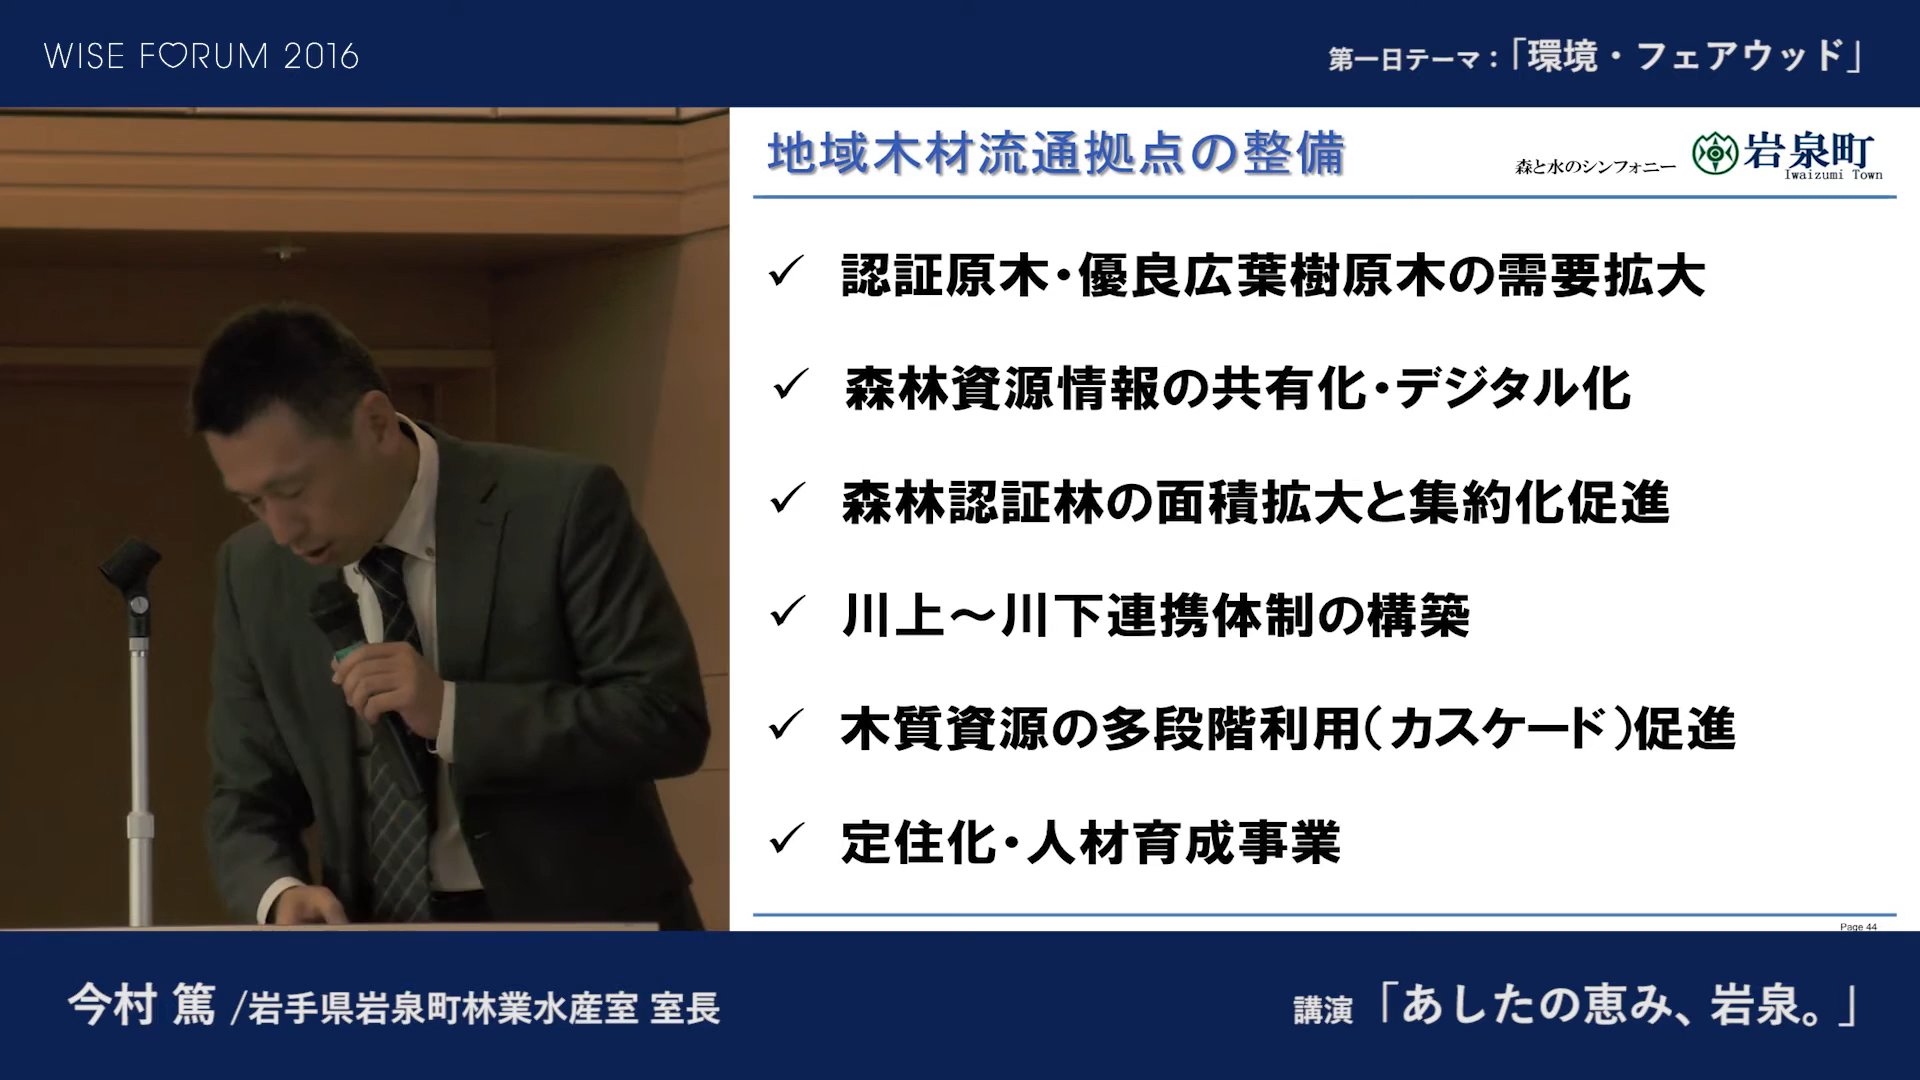 WISE FORUM 2016
第一日テーマ：「環境・フェアウッド」
地域木材流通拠点の整備
森と水のシンフォニー
岩泉町
Iwaizumi Town
✓ 認証原木・優良広葉樹原木の需要拡大
✓ 森林資源情報の共有化・デジタル化
✓ 森林認証林の面積拡大と集約化促進
✓ 川上～川下連携体制の構築
✓ 木質資源の多段階利用（カスケード）促進
✓ 定住化・人材育成事業
Page 44
今村 篤 /岩手県岩泉町林業水産室 室長
講演 「あしたの恵み、岩泉。」